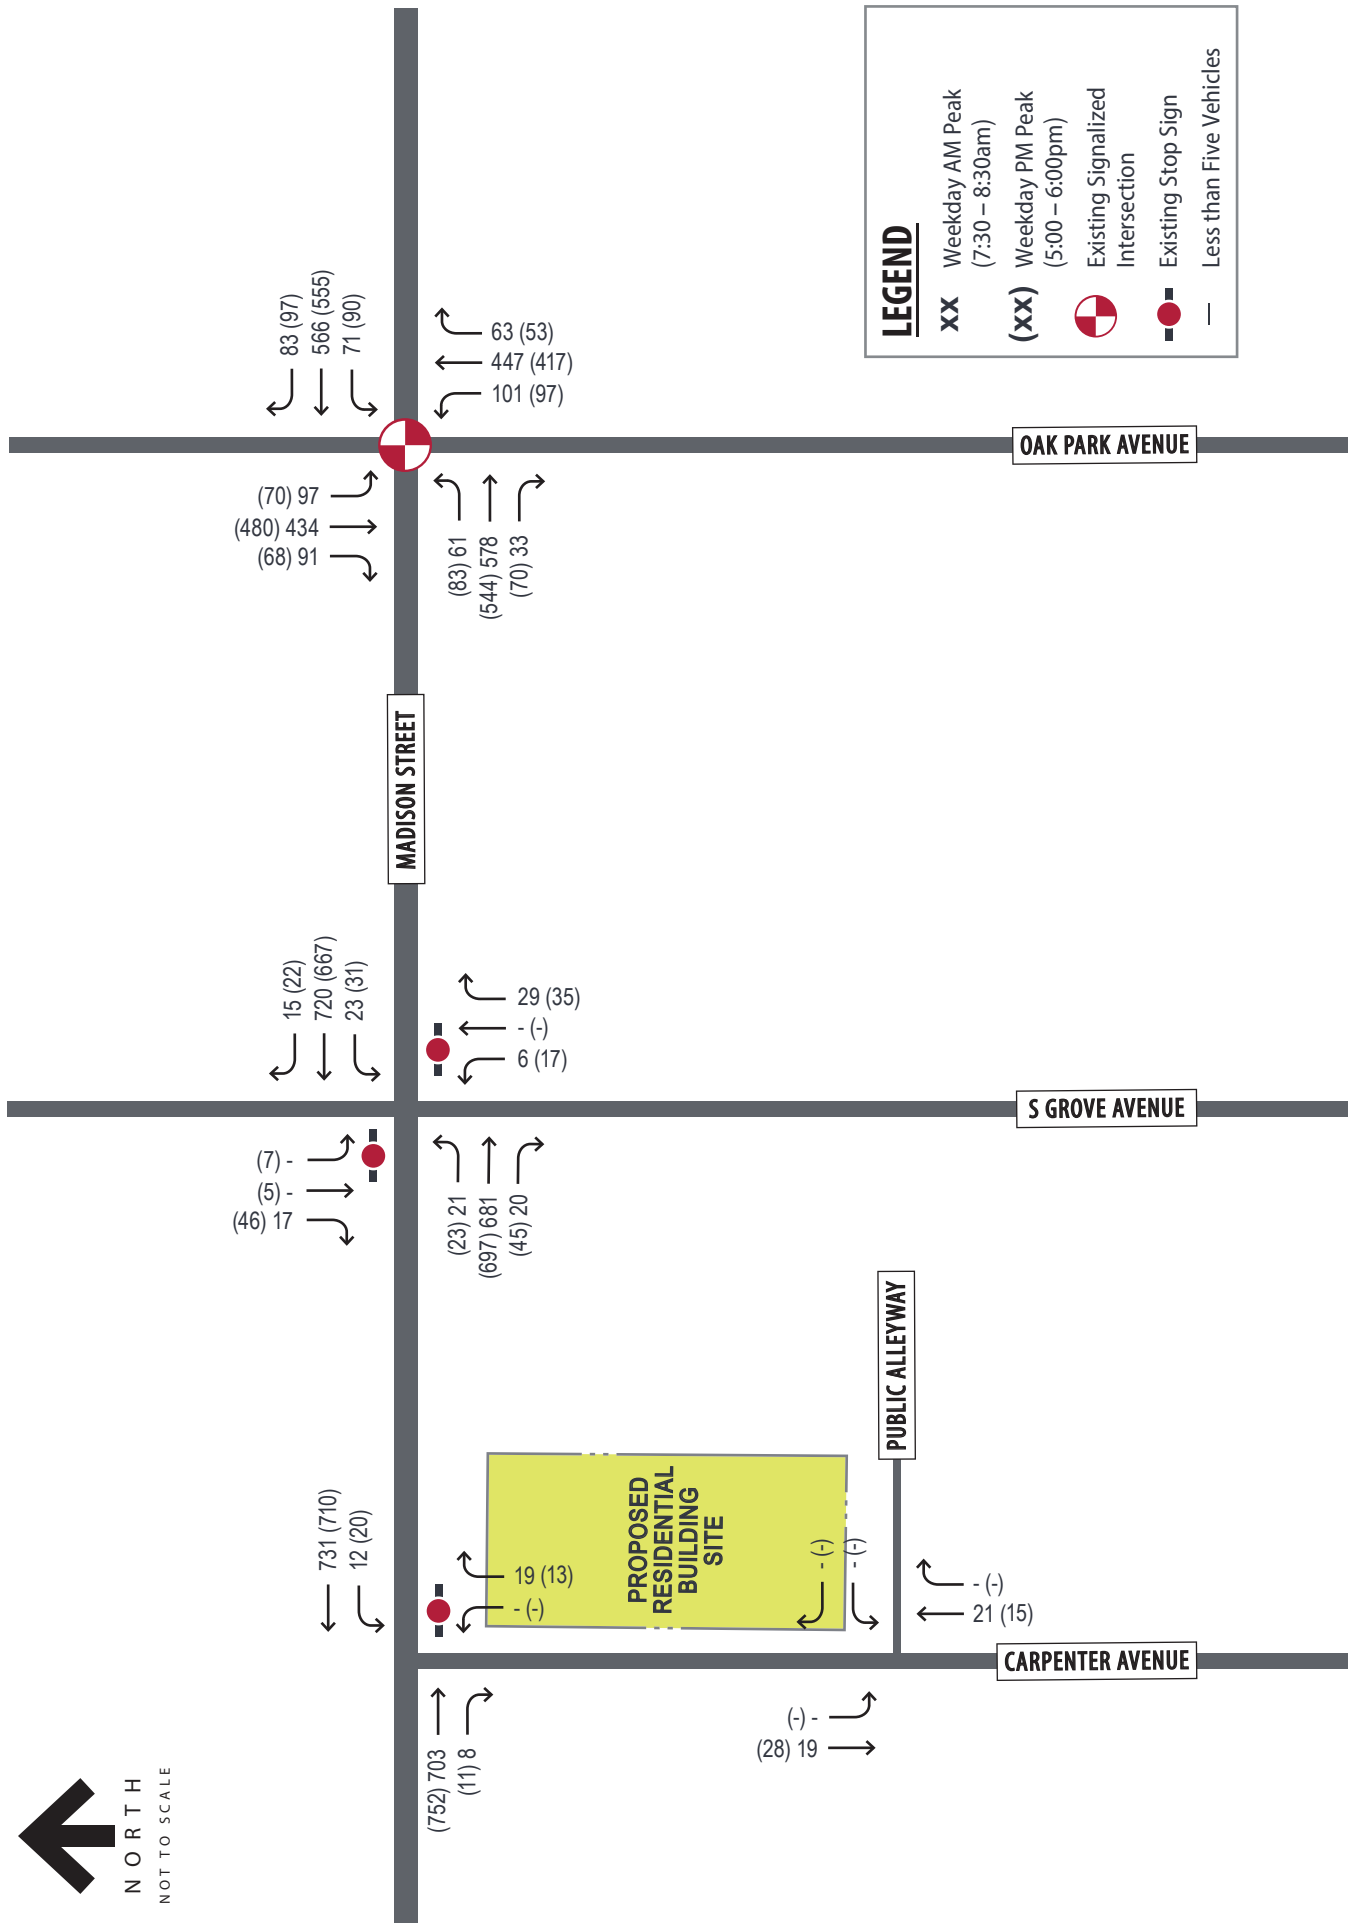 LEGEND
XX Weekday AM Peak
(7:30 – 8:30am)
(XX) Weekday PM Peak
(5:00 – 6:00pm)
Existing Signalized
Intersection
Existing Stop Sign
Less than Five Vehicles
83 (97)
566 (555)
71 (90)
63 (53)
447 (417)
101 (97)
OAK PARK AVENUE
(70) 97
(480) 434
(68) 91
(83) 61
(544) 578
(70) 33
MADISON STREET
15 (22)
720 (667)
23 (31)
29 (35)
- (-)
6 (17)
S GROVE AVENUE
(7) -
(5) -
(46) 17
(23) 21
(697) 681
(45) 20
PUBLIC ALLEYWAY
731 (710)
12 (20)
19 (13)
- (-)
PROPOSED
RESIDENTIAL
BUILDING
SITE
- (-)
- (-)
- (-)
21 (15)
CARPENTER AVENUE
(752) 703
(11) 8
(-) -
(28) 19
NORTH
NOT TO SCALE